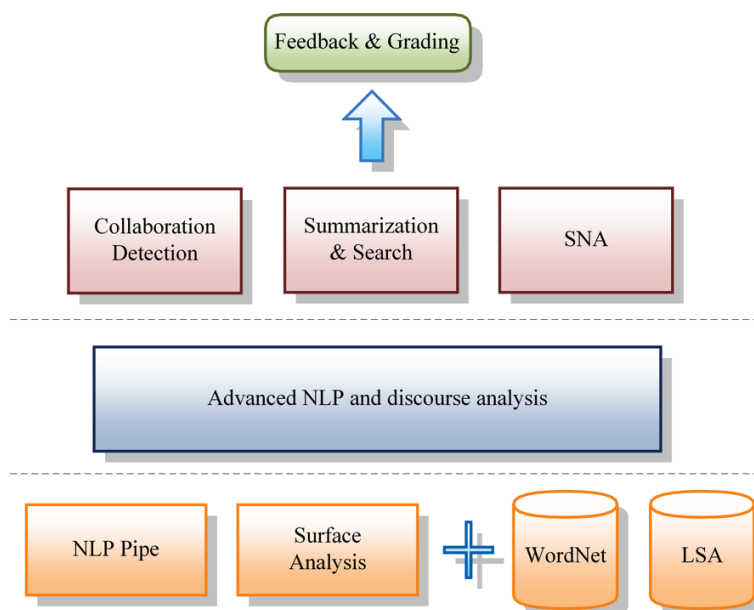 Feedback & Grading
Collaboration
Detection
Summarization
& Search
SNA
Advanced NLP and discourse analysis
NLP Pipe
Surface
Analysis
WordNet
LSA